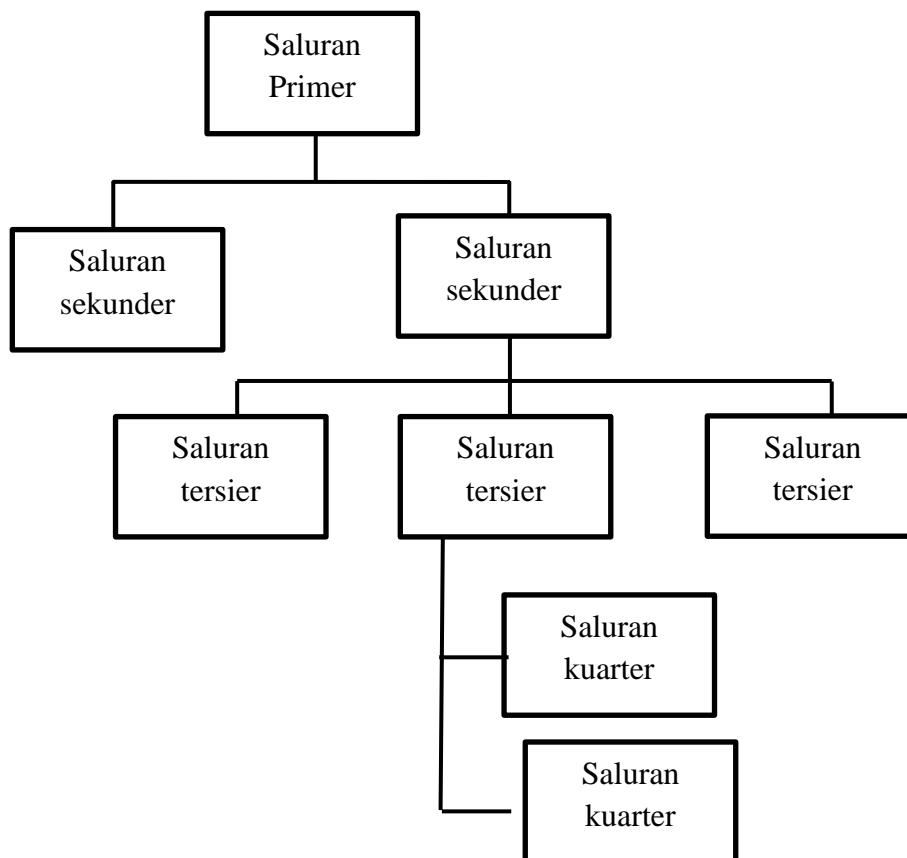 Saluran
Primer
Saluran
sekunder
Saluran
sekunder
Saluran
tersier
Saluran
tersier
Saluran
tersier
Saluran
kuarter
Saluran
kuarter